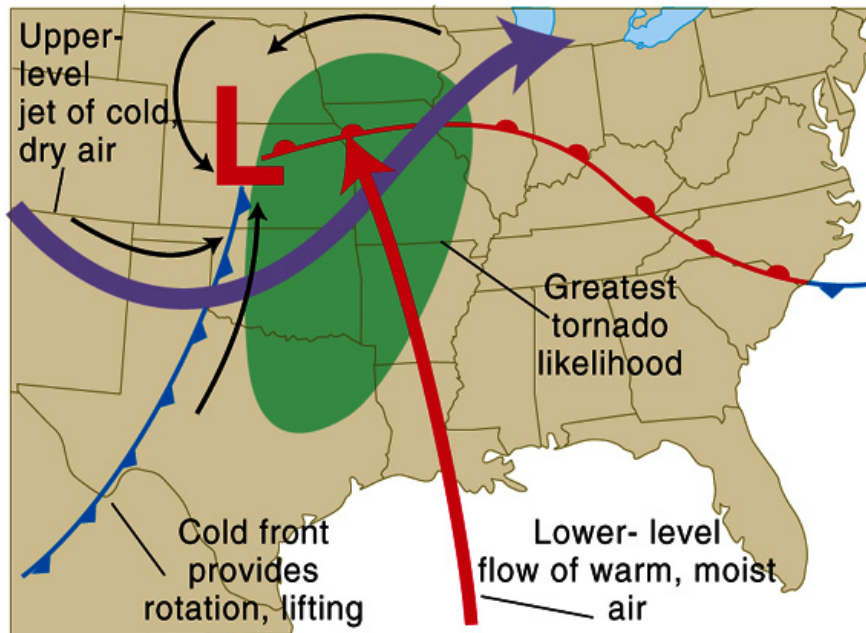 Upper-
level
jet of cold,
dry air
L
Greatest
tornado
likelihood
Cold front
provides
rotation, lifting
Lower- level
flow of warm, moist
air